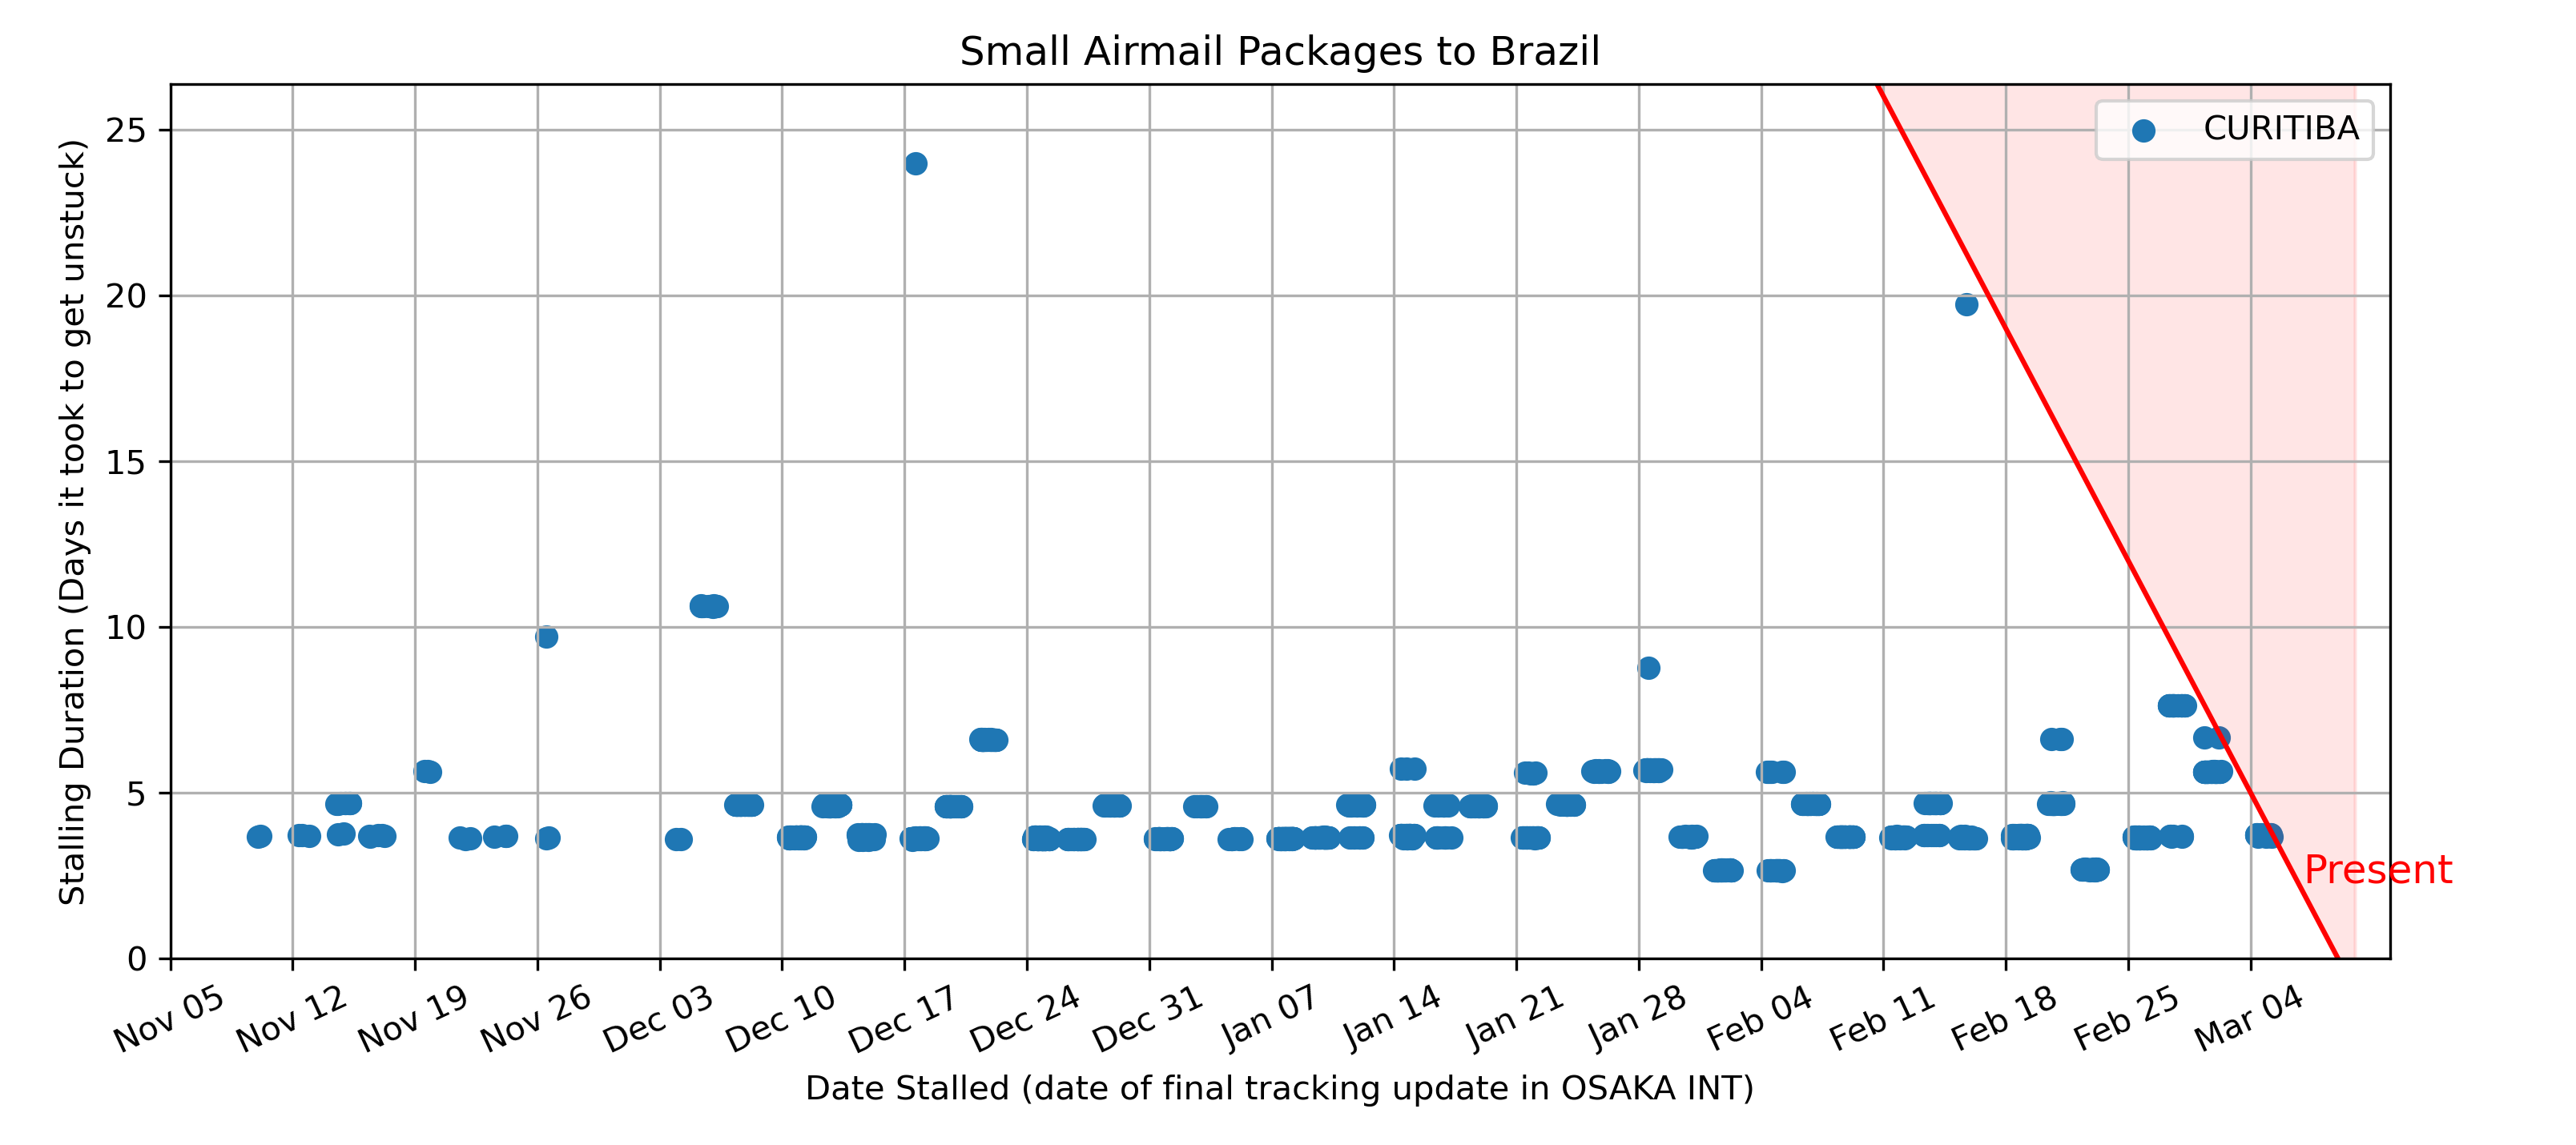 Small Airmail Packages to Brazil
Stalling Duration (Days it took to get unstuck)
25
20
15
10
5
0
CURITIBA
Present
Nov 05
Nov 12
Nov 19
Nov 26
Dec 03
Dec 10
Dec 17
Dec 24
Dec 31
Jan 07
Jan 14
Jan 21
Jan 28
Feb 04
Feb 11
Feb 18
Feb 25
Mar 04
Date Stalled (date of final tracking update in OSAKA INT)